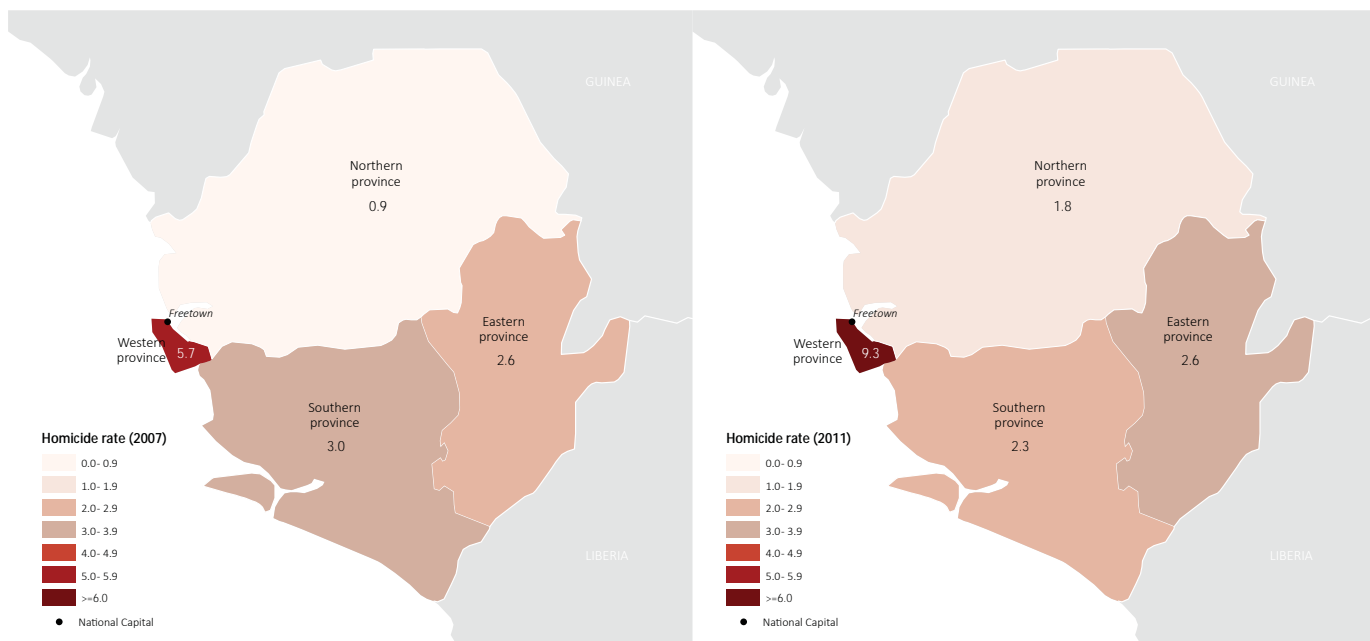 GUINEA
Northern
province
0.9
Freetown
Western
province
5.7
Eastern
province
2.6
Southern
province
3.0
Homicide rate (2007)
0.0- 0.9
1.0- 1.9
2.0- 2.9
3.0- 3.9
4.0- 4.9
5.0- 5.9
>=6.0
National Capital
LIBERIA
GUINEA
Northern
province
1.8
Freetown
Western
province
9.3
Eastern
province
2.6
Southern
province
2.3
Homicide rate (2011)
0.0- 0.9
1.0- 1.9
2.0- 2.9
3.0- 3.9
4.0- 4.9
5.0- 5.9
>=6.0
National Capital
LIBERIA